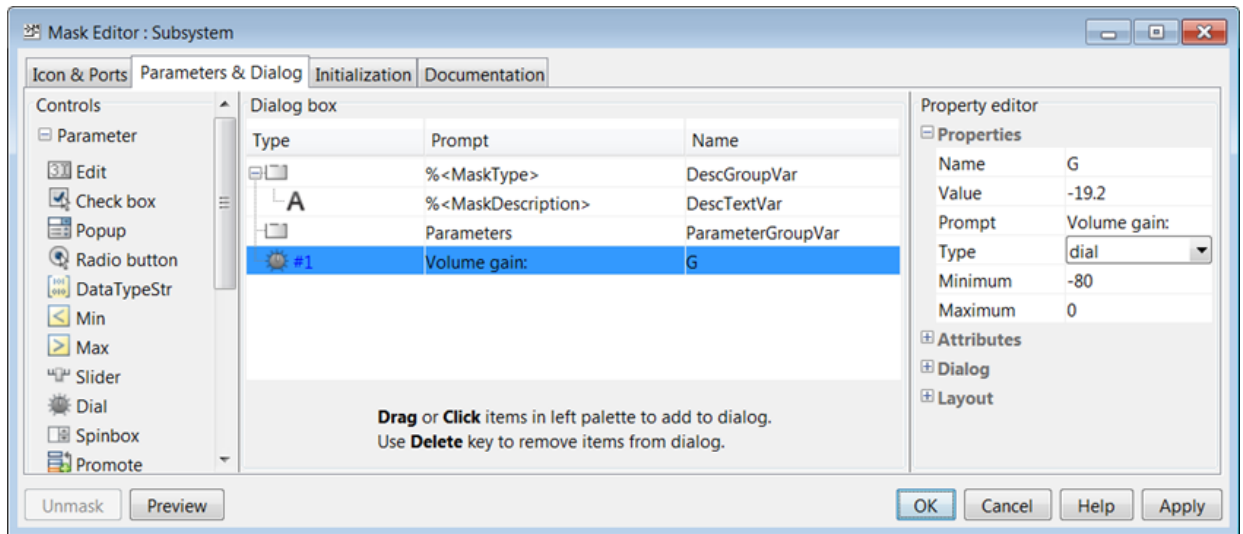 Mask Editor : Subsystem
Icon & Ports Parameters & Dialog Initialization Documentation
Controls
Parameter
Edit
Check box
Popup
Radio button
DataTypeStr
Min
Max
Slider
Dial
Spinbox
Promote
Dialog box
Type Prompt Name
%<MaskType> DescGroupVar
A %<MaskDescription> DescTextVar
Parameters ParameterGroupVar
#1 Volume gain: G
Drag or Click items in left palette to add to dialog.
Use Delete key to remove items from dialog.
Property editor
Properties
Name G
Value -19.2
Prompt Volume gain:
Type dial
Minimum -80
Maximum 0
Attributes
Dialog
Layout
Unmask Preview OK Cancel Help Apply